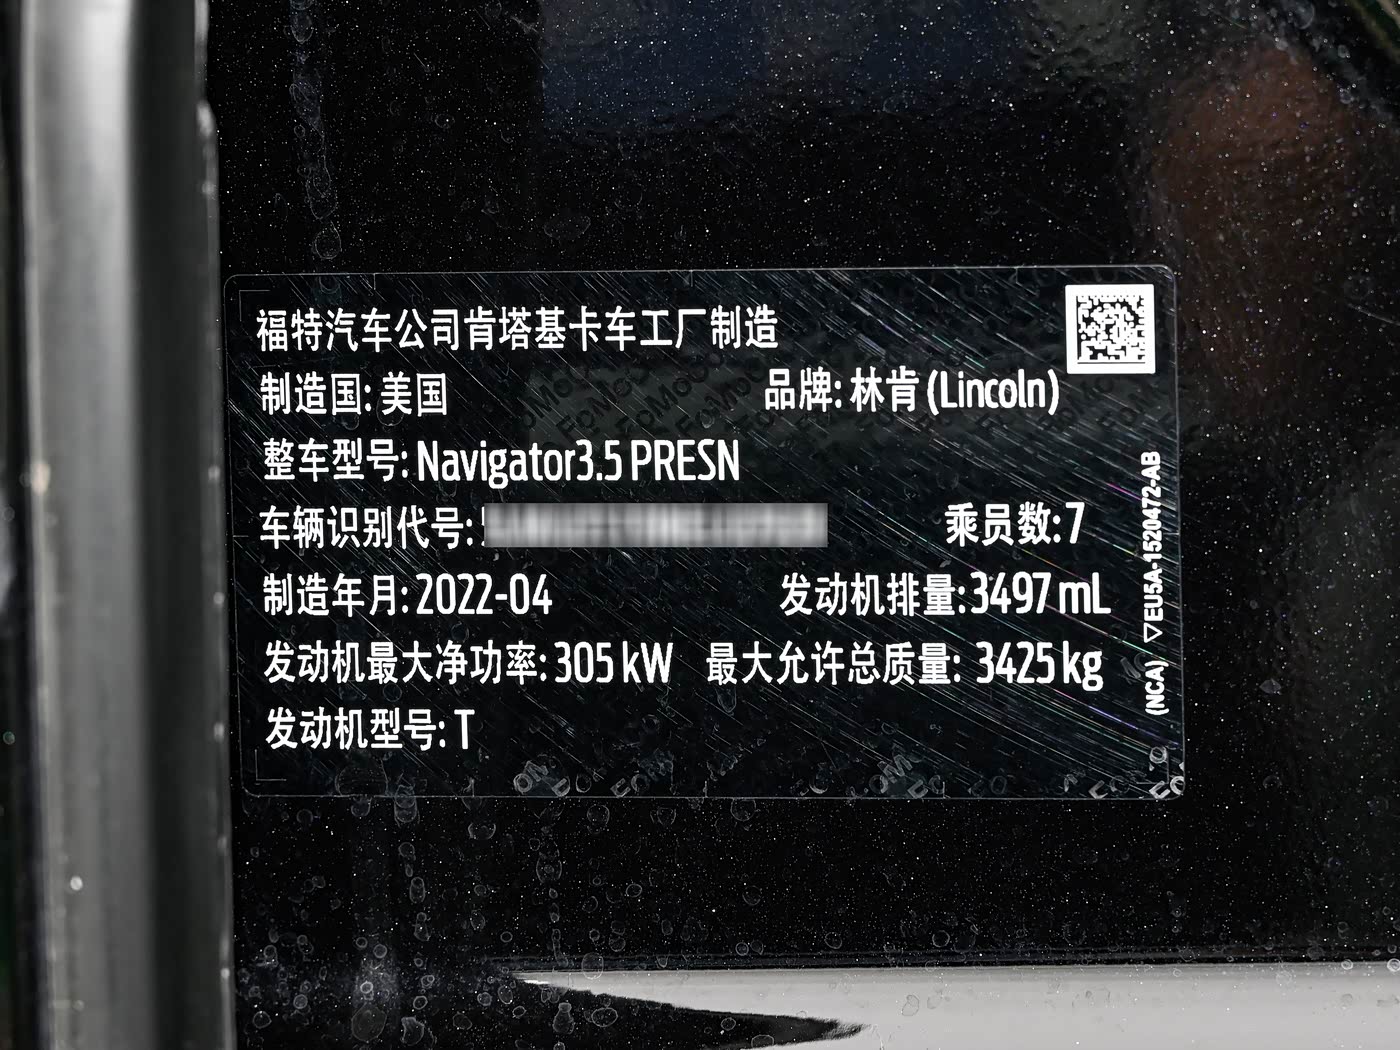 福特汽车公司肯塔基卡车工厂制造
制造国: 美国 品牌: 林肯 (Lincoln)
整车型号: Navigator3.5 PRESN
车辆识别代号: 乘员数: 7
制造年月: 2022-04 发动机排量: 3497 mL
发动机最大净功率: 305 kW 最大允许总质量: 3425 kg
发动机型号: T
(NCA) ▽EU5A-1520472-AB